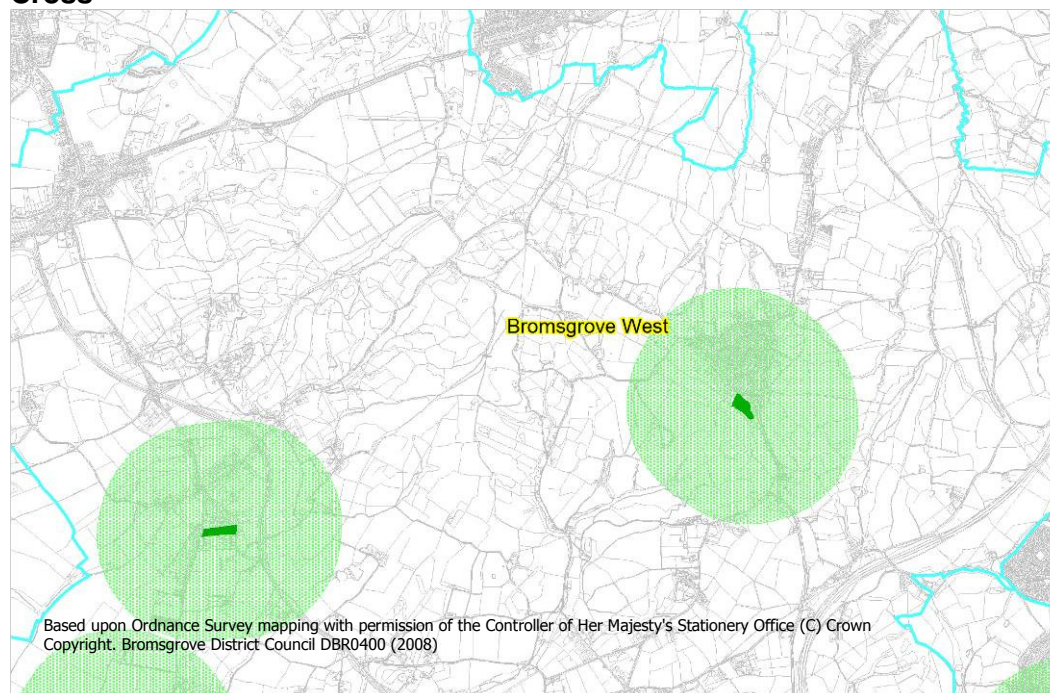 Cross
Bromsgrove West
Based upon Ordnance Survey mapping with permission of the Controller of Her Majesty's Stationery Office (C) Crown
Copyright. Bromsgrove District Council DBR0400 (2008)